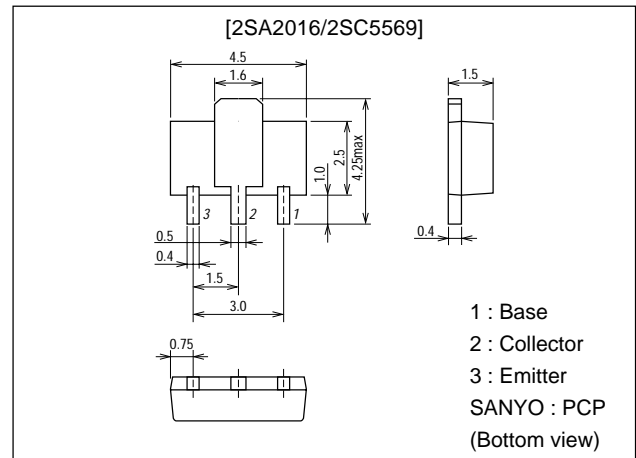 [2SA2016/2SC5569]
4.5
1.6
1.5
2.5
4.25max
1.0
3
2
1
0.5
0.4
0.4
1.5
3.0
0.75
1 : Base
2 : Collector
3 : Emitter
SANYO : PCP
(Bottom view)